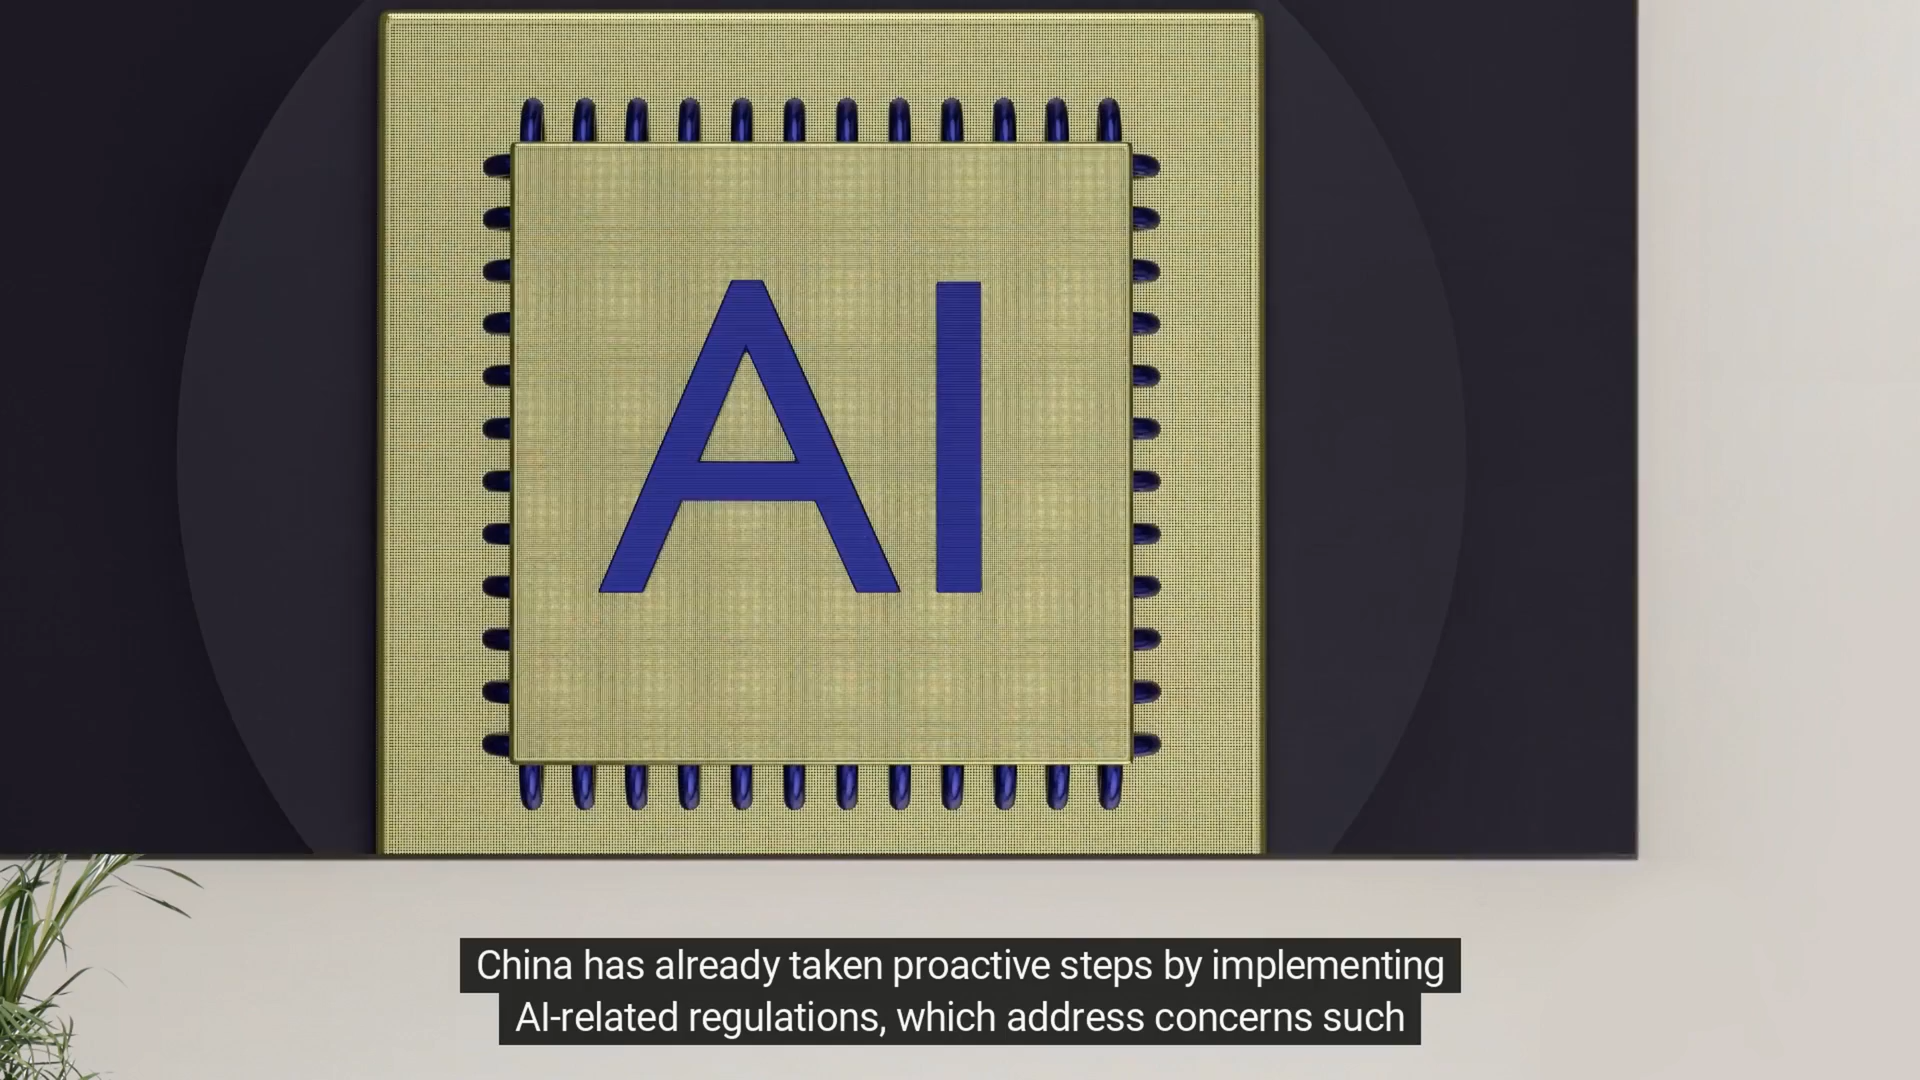 AI
China has already taken proactive steps by implementing
AI-related regulations, which address concerns such